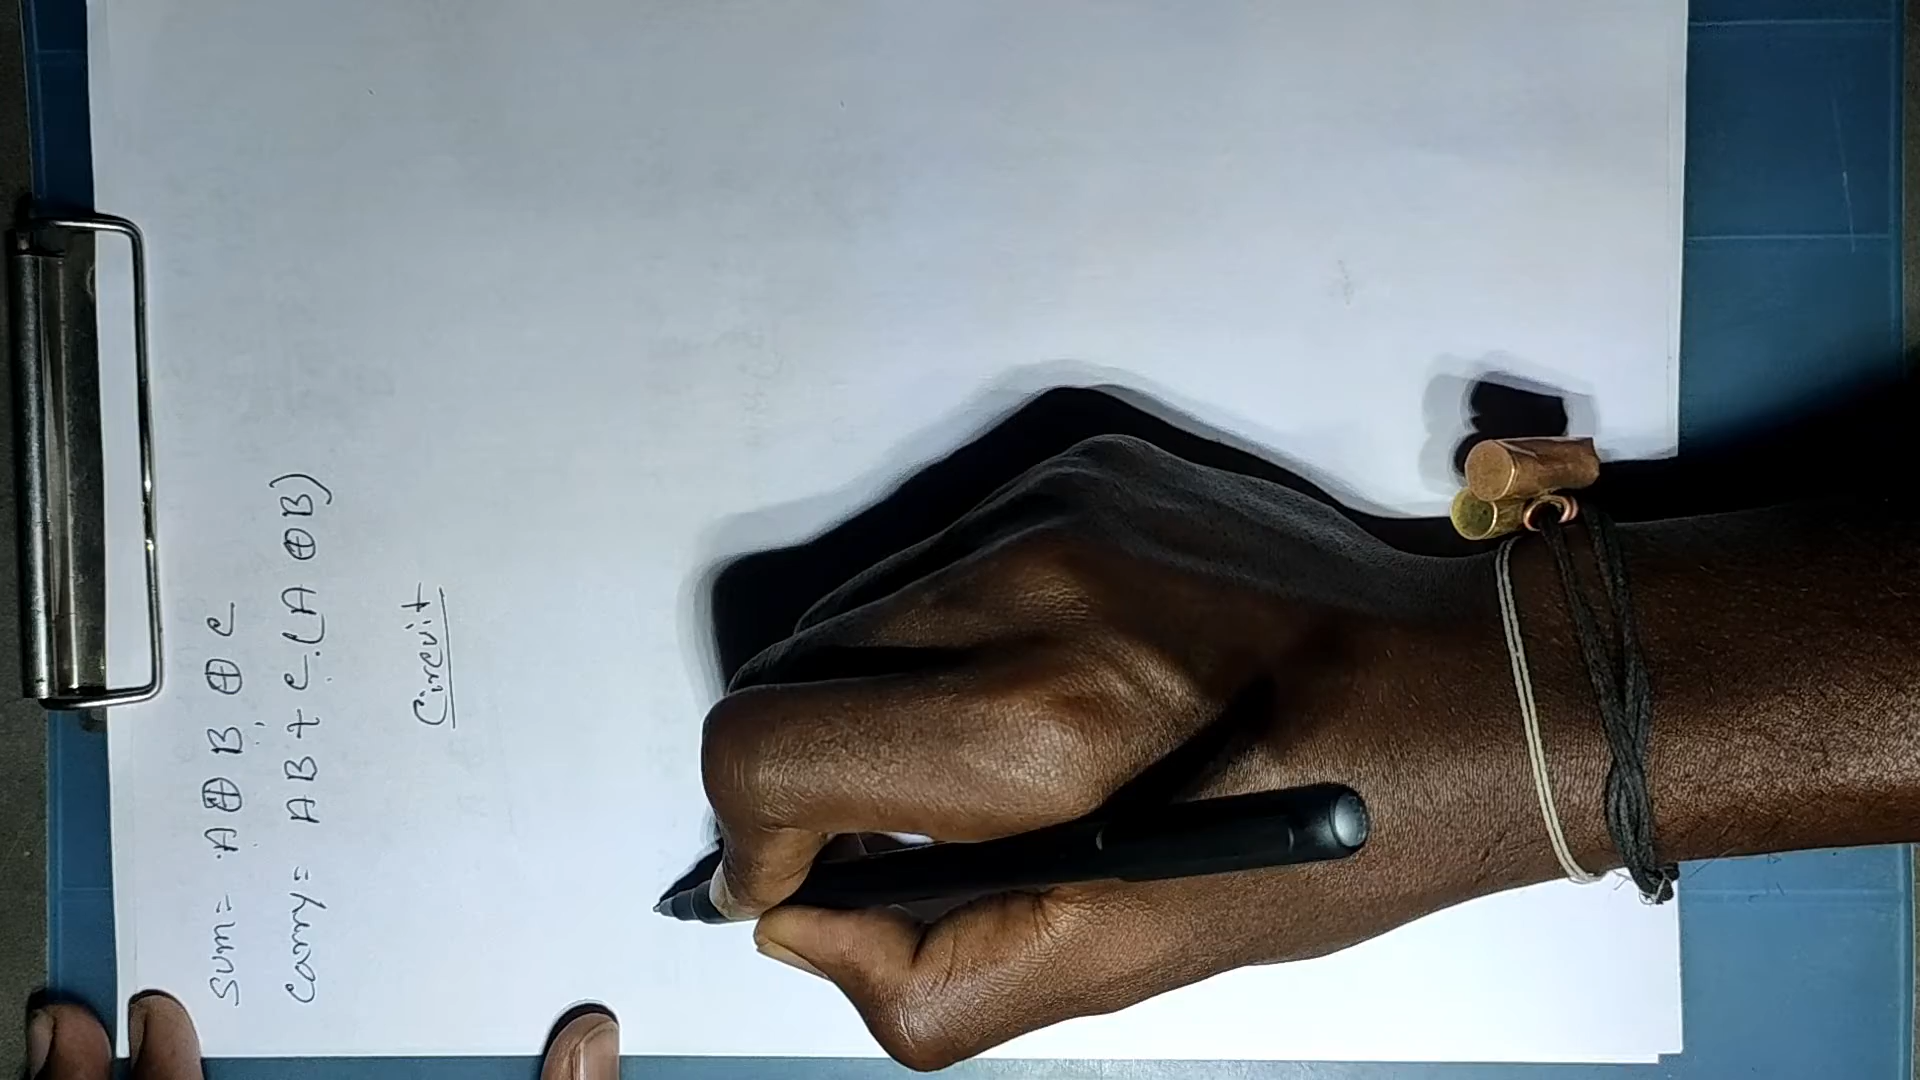 Sum = A ⊕ B ⊕ C
Carry = AB + C.(A ⊕ B)
Circuit